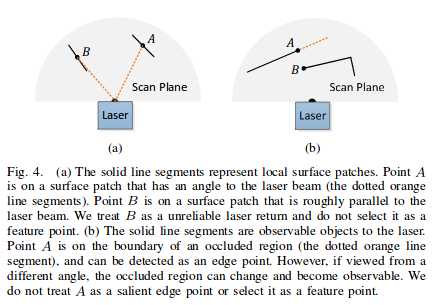 A
B
Scan Plane
Laser
(a)
A
B
Scan Plane
Laser
(b)
Fig. 4. (a) The solid line segments represent local surface patches. Point A
is on a surface patch that has an angle to the laser beam (the dotted orange
line segments). Point B is on a surface patch that is roughly parallel to the
laser beam. We treat B as a unreliable laser return and do not select it as a
feature point. (b) The solid line segments are observable objects to the laser.
Point A is on the boundary of an occluded region (the dotted orange line
segment), and can be detected as an edge point. However, if viewed from a
different angle, the occluded region can change and become observable. We
do not treat A as a salient edge point or select it as a feature point.